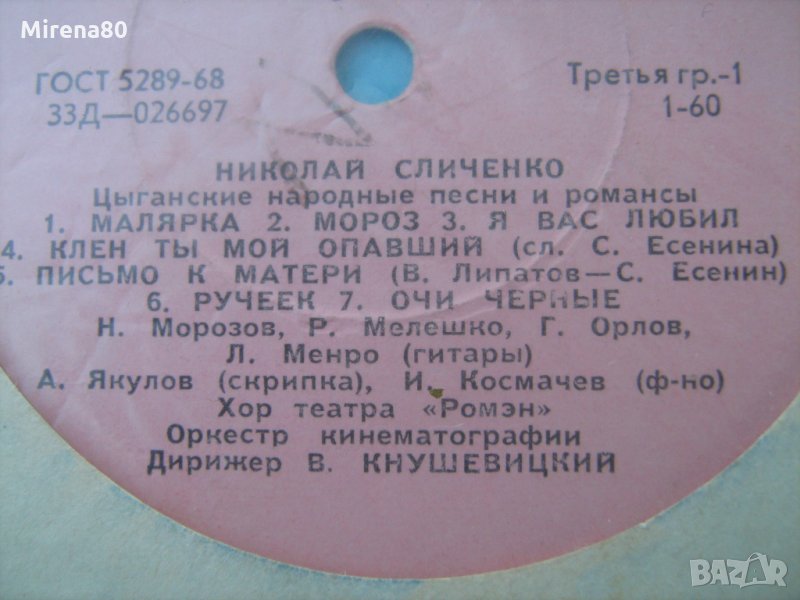 Mirena80
ГОСТ 5289-68
33Д—026697
Третья гр.-1
1-60
НИКОЛАЙ СЛИЧЕНКО
Цыганские народные песни и романсы
1. МАЛЯРКА 2. МОРОЗ 3. Я ВАС ЛЮБИЛ
4. КЛЕН ТЫ МОЙ ОПАВШИЙ (сл. С. Есенина)
5. ПИСЬМО К МАТЕРИ (В. Липатов—С. Есенин)
6. РУЧЕЕК 7. ОЧИ ЧЕРНЫЕ
Н. Морозов, Р. Мелешко, Г. Орлов,
Л. Менро (гитары)
А. Якулов (скрипка), И. Космачев (ф-но)
Хор театра «Ромэн»
Оркестр кинематографии
Дирижер В. КНУШЕВИЦКИЙ
BAZAR